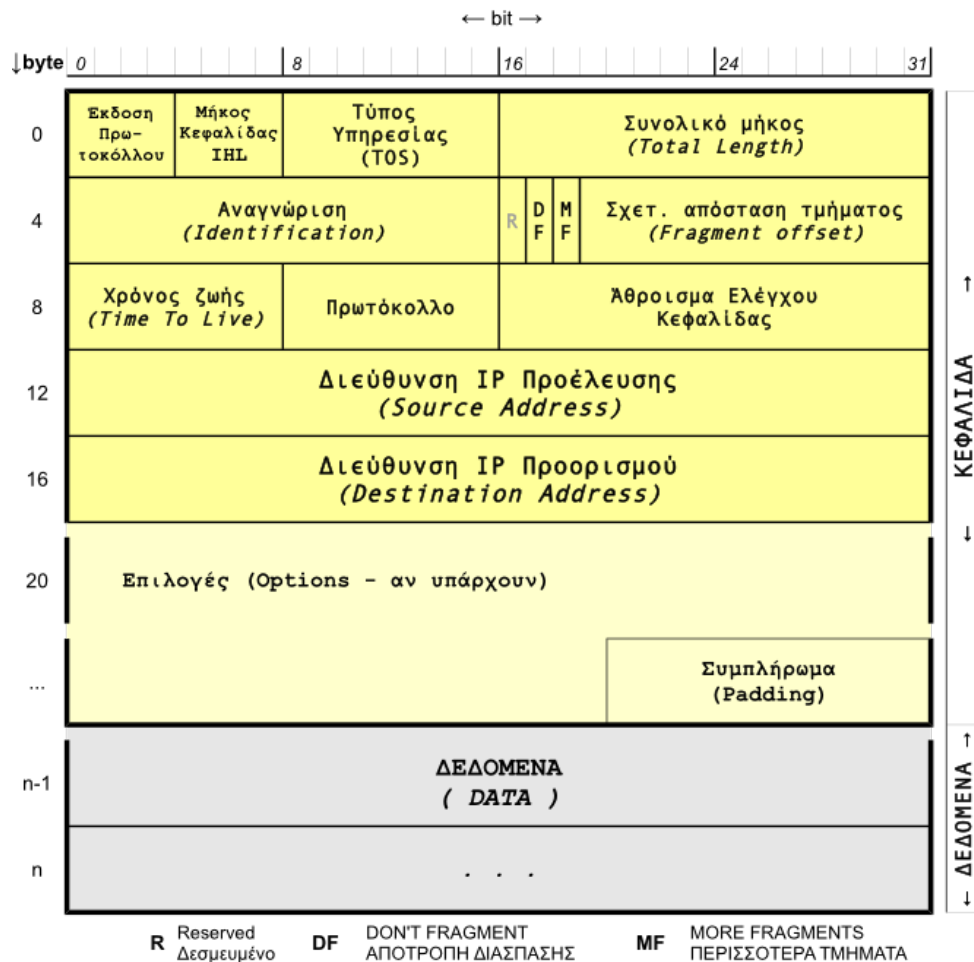 ← bit →
↓byte 0 8 16 24 31
0
Έκδοση
Πρω-
τοκόλλου
Μήκος
Κεφαλίδας
IHL
Τύπος
Υπηρεσίας
(TOS)
Συνολικό μήκος
(Total Length)
4
Αναγνώριση
(Identification)
R
D
F
M
F
Σχετ. απόσταση τμήματος
(Fragment offset)
8
Χρόνος ζωής
(Time To Live)
Πρωτόκολλο
Άθροισμα Ελέγχου
Κεφαλίδας
12
Διεύθυνση IP Προέλευσης
(Source Address)
16
Διεύθυνση IP Προορισμού
(Destination Address)
20
Επιλογές (Options - αν υπάρχουν)
...
Συμπλήρωμα
(Padding)
← ΚΕΦΑΛΙΔΑ →
n-1
ΔΕΔΟΜΕΝΑ
( DATA )
n
. . .
← ΔΕΔΟΜΕΝΑ →
R Reserved
Δεσμευμένο
DF DON'T FRAGMENT
ΑΠΟΤΡΟΠΗ ΔΙΑΣΠΑΣΗΣ
MF MORE FRAGMENTS
ΠΕΡΙΣΣΟΤΕΡΑ ΤΜΗΜΑΤΑ